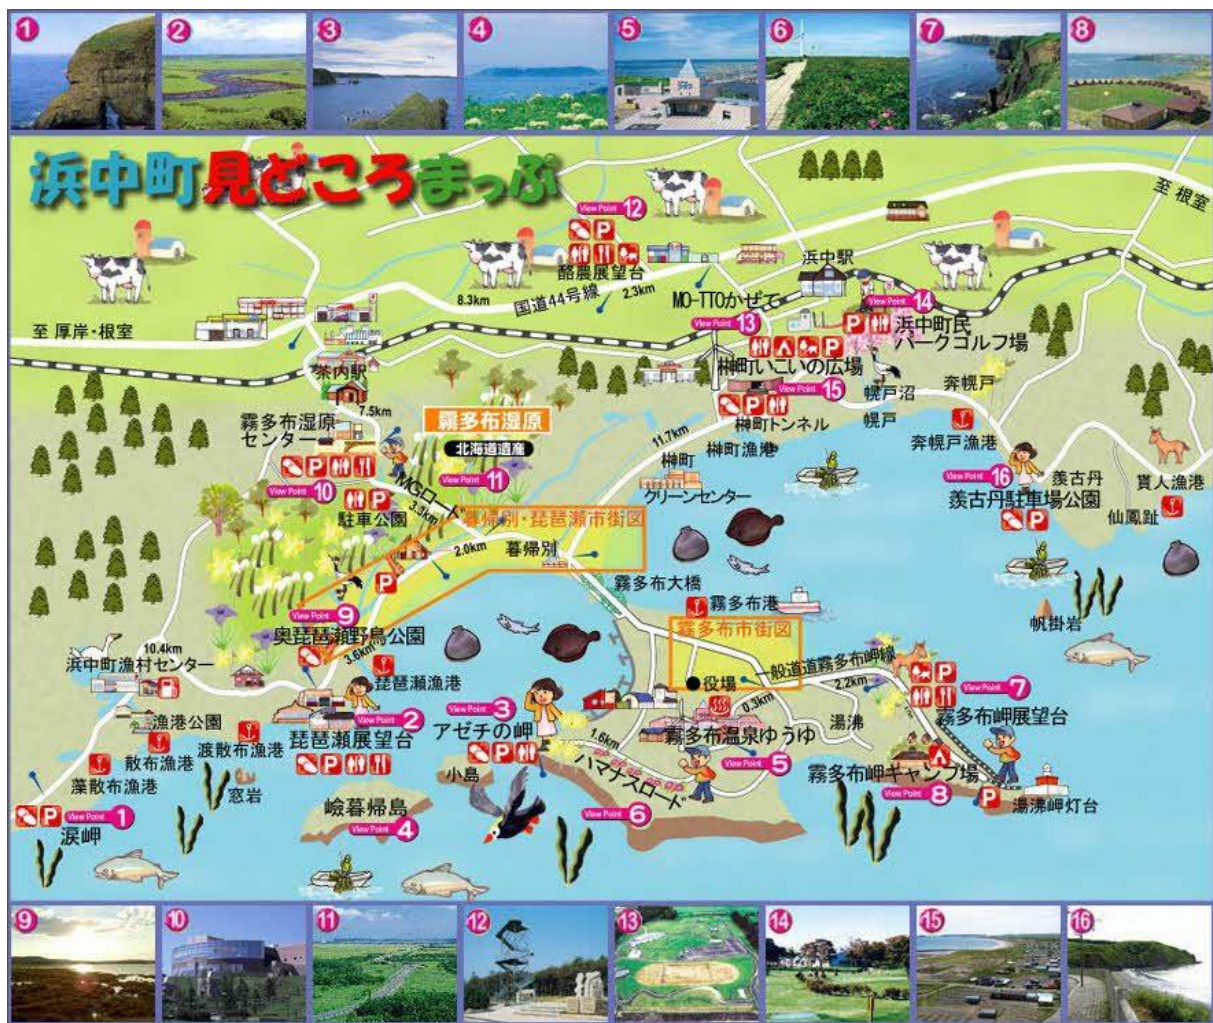 1
2
3
4
5
6
7
8
浜中町見どころまっぷ
至 根室
View Point 12
酪農展望台
浜中駅
8.3km
国道44号線
2.3km
MO-TTOかぜて
View Point 14
浜中町民
パークゴルフ場
至 厚岸・根室
View Point 13
榊町いこいの広場
茶内駅
View Point 15
榊町トンネル
幌戸沼
幌戸
奔幌戸
7.5km
霧多布湿原
センター
霧多布湿原
北海道遺産
View Point 11
11.7km
榊町漁港
奔幌戸漁港
View Point 10
MGロード
3.5km
駐車公園
榊町
クリーンセンター
View Point 16
羨古丹
羨古丹駐車場公園
貰人漁港
仙鳳趾
暮帰別・琵琶瀬市街図
2.0km
暮帰別
霧多布大橋
霧多布港
View Point 9
奥琵琶瀬野鳥公園
3.6km
霧多布市街図
帆掛岩
10.4km
浜中町漁村センター
琵琶瀬漁港
一般道道霧多布岬線
役場
2.2km
0.3km
View Point 7
霧多布岬展望台
漁港公園
散布漁港
渡散布漁港
藻散布漁港
窓岩
View Point 2
琵琶瀬展望台
View Point 3
アゼチの岬
小島
霧多布温泉ゆうゆ
湯沸
1.6km
ハマナスロード
View Point 5
霧多布岬キャンプ場
View Point 8
湯沸岬灯台
View Point 1
涙岬
嶮暮帰島
View Point 4
View Point 6
P
9
10
11
12
13
14
15
16